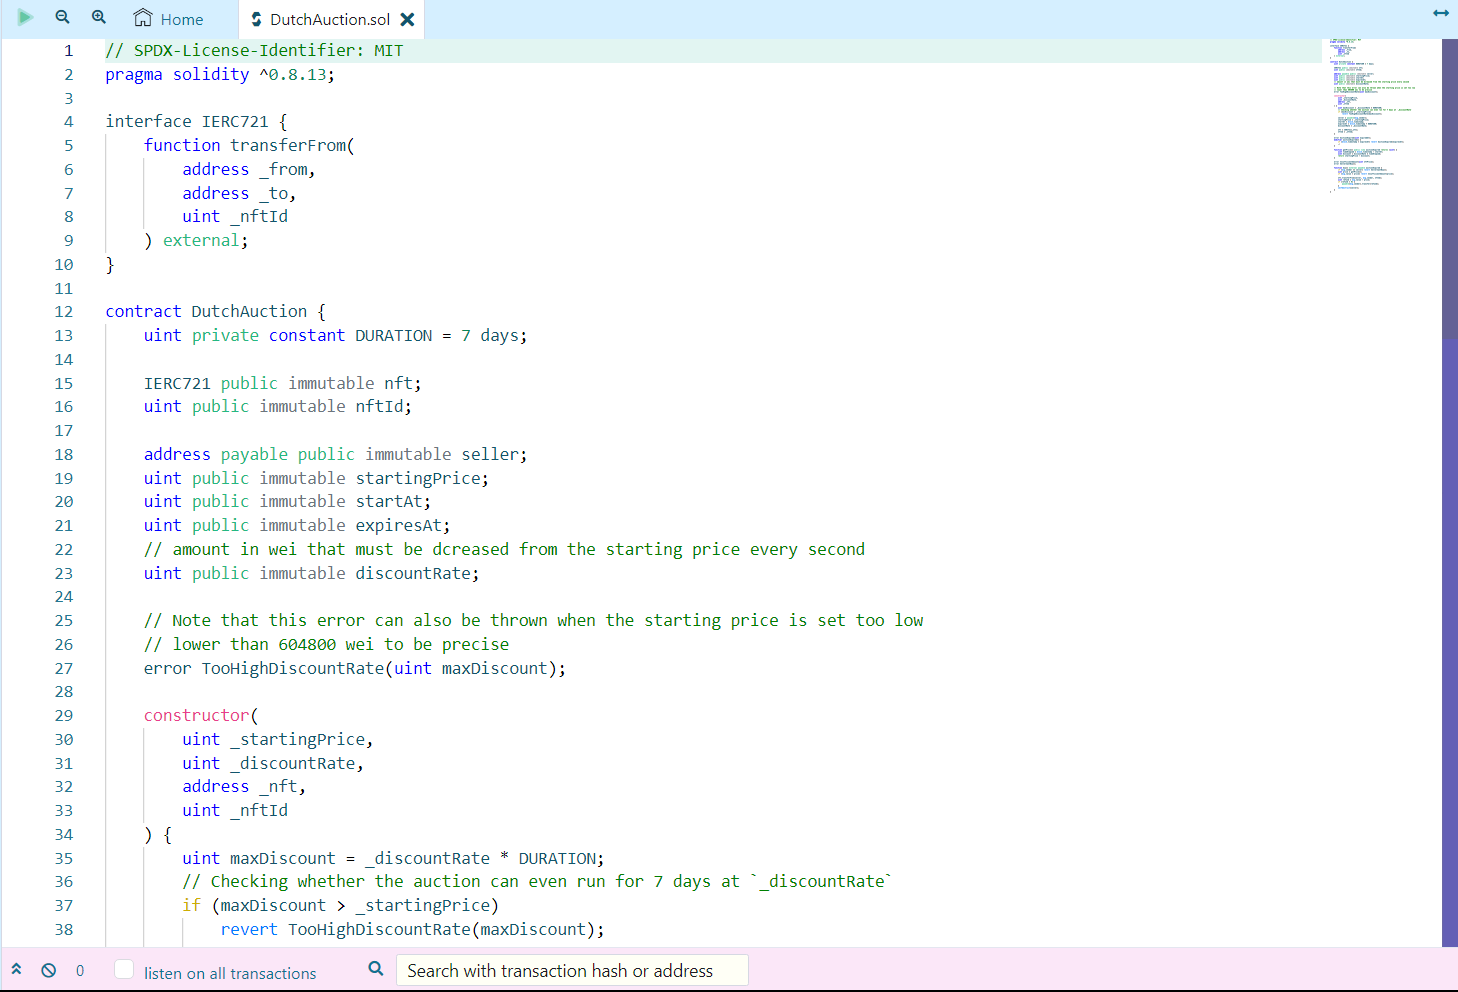 Home
DutchAuction.sol
1 // SPDX-License-Identifier: MIT
2 pragma solidity ^0.8.13;
3
4 interface IERC721 {
5 function transferFrom(
6 address _from,
7 address _to,
8 uint _nftId
9 ) external;
10 }
11
12 contract DutchAuction {
13 uint private constant DURATION = 7 days;
14
15 IERC721 public immutable nft;
16 uint public immutable nftId;
17
18 address payable public immutable seller;
19 uint public immutable startingPrice;
20 uint public immutable startAt;
21 uint public immutable expiresAt;
22 // amount in wei that must be dcreased from the starting price every second
23 uint public immutable discountRate;
24
25 // Note that this error can also be thrown when the starting price is set too low
26 // lower than 604800 wei to be precise
27 error TooHighDiscountRate(uint maxDiscount);
28
29 constructor(
30 uint _startingPrice,
31 uint _discountRate,
32 address _nft,
33 uint _nftId
34 ) {
35 uint maxDiscount = _discountRate * DURATION;
36 // Checking whether the auction can even run for 7 days at `_discountRate`
37 if (maxDiscount > _startingPrice)
38 revert TooHighDiscountRate(maxDiscount);
0 listen on all transactions Search with transaction hash or address